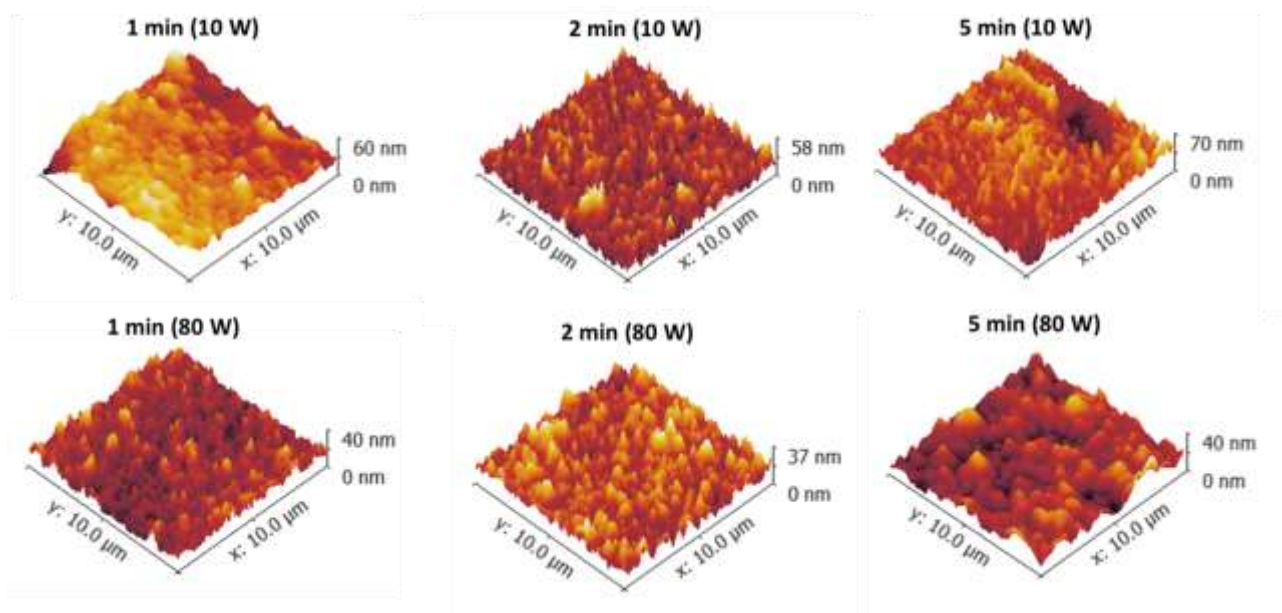 1 min (10 W)
60 nm
0 nm
y: 10.0 µm
x: 10.0 µm
2 min (10 W)
58 nm
0 nm
y: 10.0 µm
x: 10.0 µm
5 min (10 W)
70 nm
0 nm
y: 10.0 µm
x: 10.0 µm
1 min (80 W)
40 nm
0 nm
y: 10.0 µm
x: 10.0 µm
2 min (80 W)
37 nm
0 nm
y: 10.0 µm
x: 10.0 µm
5 min (80 W)
40 nm
0 nm
y: 10.0 µm
x: 10.0 µm